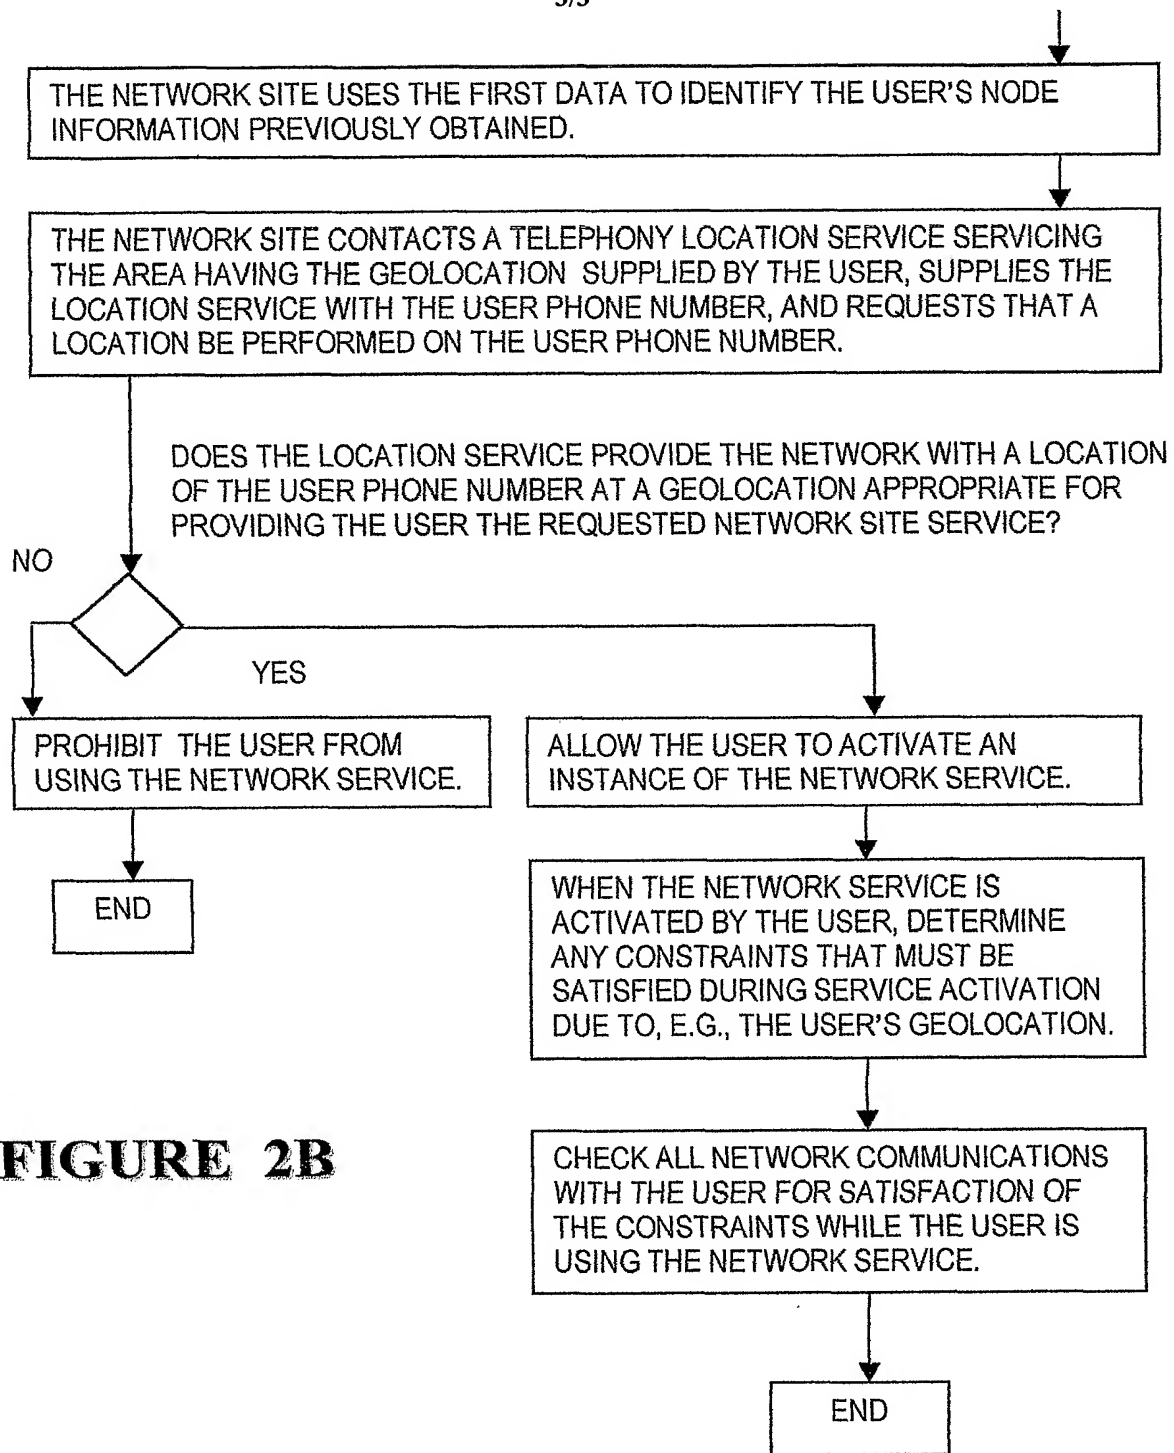 3/3
THE NETWORK SITE USES THE FIRST DATA TO IDENTIFY THE USER'S NODE
INFORMATION PREVIOUSLY OBTAINED.
THE NETWORK SITE CONTACTS A TELEPHONY LOCATION SERVICE SERVICING
THE AREA HAVING THE GEOLOCATION SUPPLIED BY THE USER, SUPPLIES THE
LOCATION SERVICE WITH THE USER PHONE NUMBER, AND REQUESTS THAT A
LOCATION BE PERFORMED ON THE USER PHONE NUMBER.
DOES THE LOCATION SERVICE PROVIDE THE NETWORK WITH A LOCATION
OF THE USER PHONE NUMBER AT A GEOLOCATION APPROPRIATE FOR
PROVIDING THE USER THE REQUESTED NETWORK SITE SERVICE?
NO
YES
PROHIBIT THE USER FROM
USING THE NETWORK SERVICE.
END
ALLOW THE USER TO ACTIVATE AN
INSTANCE OF THE NETWORK SERVICE.
WHEN THE NETWORK SERVICE IS
ACTIVATED BY THE USER, DETERMINE
ANY CONSTRAINTS THAT MUST BE
SATISFIED DURING SERVICE ACTIVATION
DUE TO, E.G., THE USER'S GEOLOCATION.
CHECK ALL NETWORK COMMUNICATIONS
WITH THE USER FOR SATISFACTION OF
THE CONSTRAINTS WHILE THE USER IS
USING THE NETWORK SERVICE.
END
FIGURE 2B